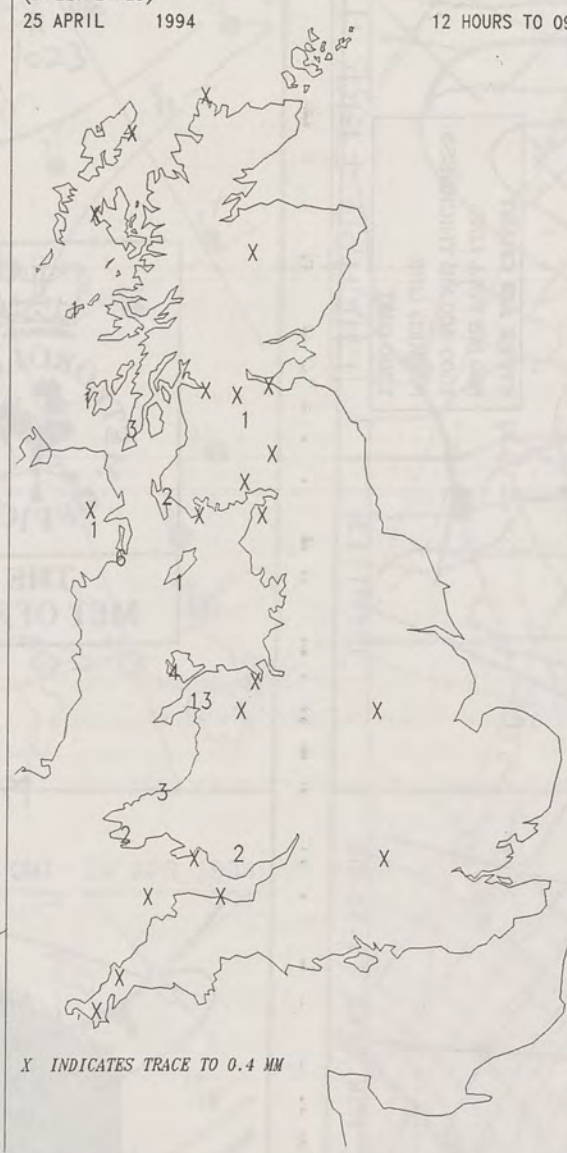 25 APRIL 1994 12 HOURS TO 09
X
X
X
X
X X X
1
3
X
X
2
X X X
1
6
1
4 X
13
X X
3
2
X 2 X
X X
X
X
X INDICATES TRACE TO 0.4 MM